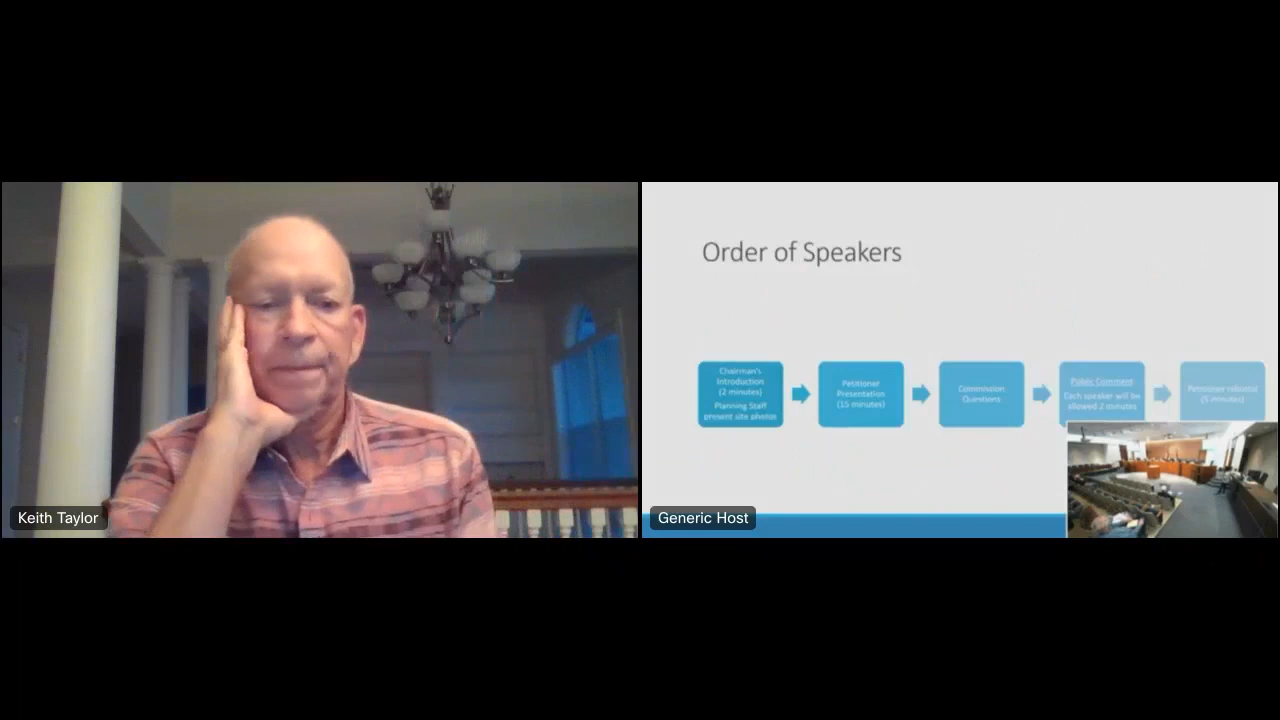 Order of Speakers
Chairman's
Introduction
(2 minutes)
Planning Staff
present site photos
Petitioner
Presentation
(15 minutes)
Commission
Questions
Public Comment
Each speaker will be
allowed 2 minutes
Petitioner rebuttal
(5 minutes)
Keith Taylor
Generic Host